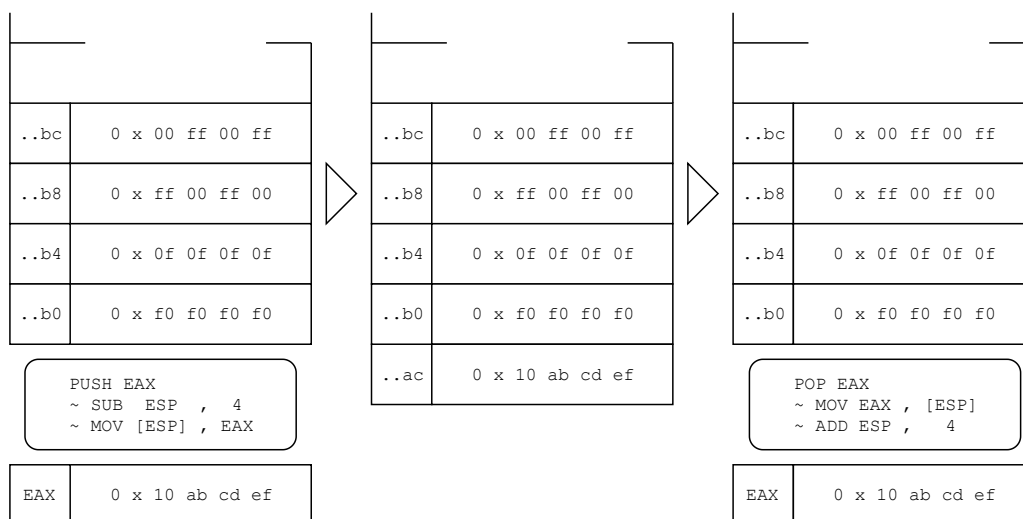 ..bc 0 x 00 ff 00 ff
..b8 0 x ff 00 ff 00
..b4 0 x 0f 0f 0f 0f
..b0 0 x f0 f0 f0 f0
PUSH EAX
~ SUB ESP , 4
~ MOV [ESP] , EAX
EAX 0 x 10 ab cd ef
..bc 0 x 00 ff 00 ff
..b8 0 x ff 00 ff 00
..b4 0 x 0f 0f 0f 0f
..b0 0 x f0 f0 f0 f0
..ac 0 x 10 ab cd ef
..bc 0 x 00 ff 00 ff
..b8 0 x ff 00 ff 00
..b4 0 x 0f 0f 0f 0f
..b0 0 x f0 f0 f0 f0
POP EAX
~ MOV EAX , [ESP]
~ ADD ESP , 4
EAX 0 x 10 ab cd ef